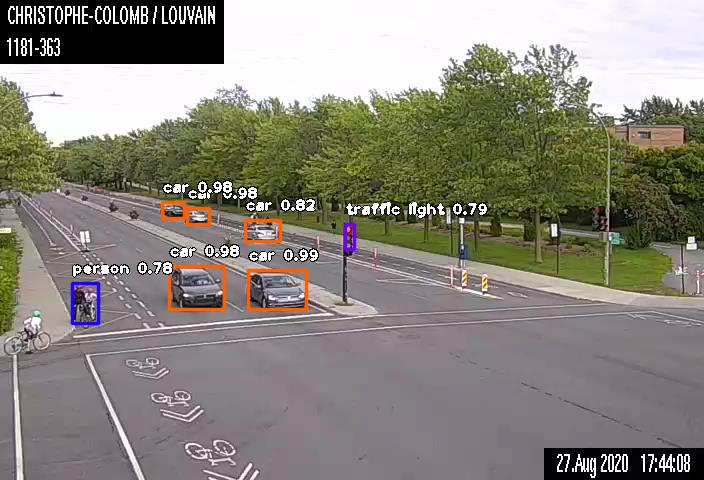 CHRISTOPHE-COLOMB / LOUVAIN
1181-363
car 0.98
car 0.98
car 0.82
traffic light 0.79
car 0.98
car 0.99
person 0.78
27.Aug 2020 17:44:08